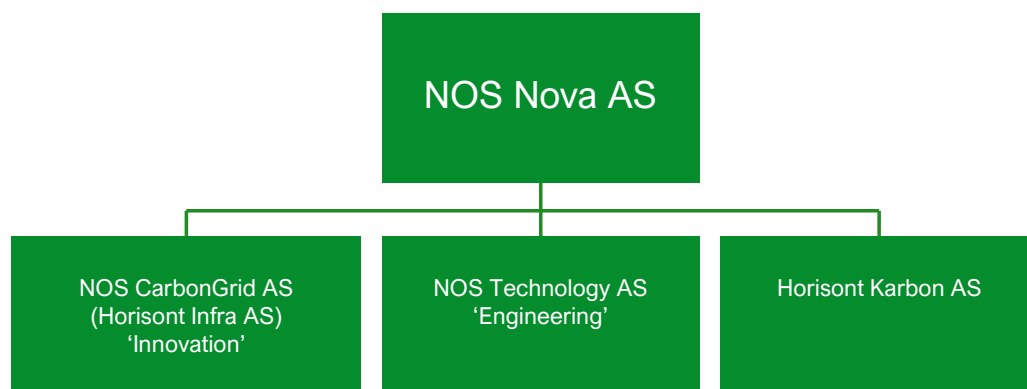 NOS Nova AS
NOS CarbonGrid AS
(Horisont Infra AS)
‘Innovation’
NOS Technology AS
‘Engineering’
Horisont Karbon AS